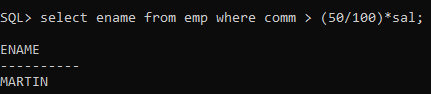 SQL> select ename from emp where comm > (50/100)*sal;
ENAME
----------
MARTIN